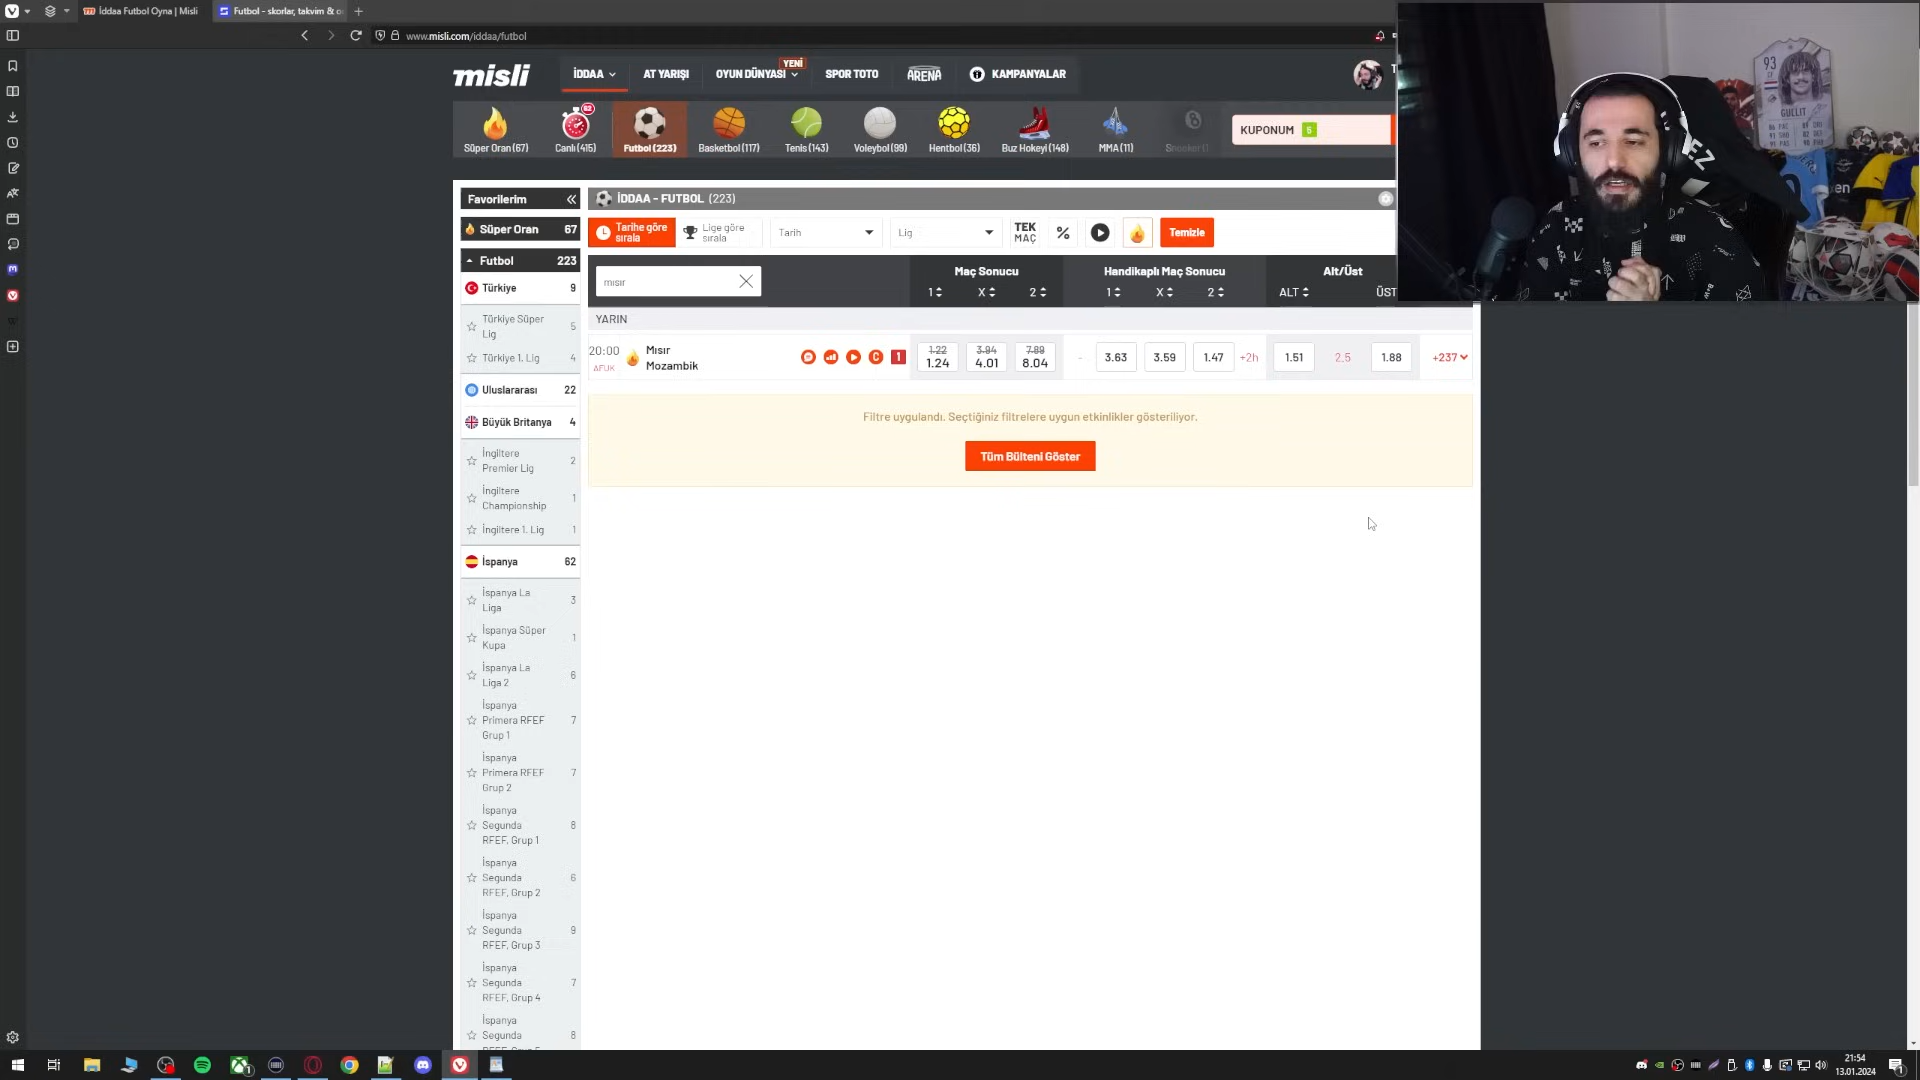 İddaa Futbol Oyna | Misli
Futbol - skorlar, takvim & o
www.misli.com/iddaa/futbol
misli
İDDAA
AT YARIŞI
OYUN DÜNYASI
YENİ
SPOR TOTO
ARENA
KAMPANYALAR
Süper Oran (67)
82
Canlı (415)
Futbol (223)
Basketbol (117)
Tenis (143)
Voleybol (99)
Hentbol (36)
Buz Hokeyi (148)
MMA (11)
KUPONUM 5
Favorilerim
Süper Oran 67
Futbol 223
Türkiye 9
Türkiye Süper
Lig 5
Türkiye 1. Lig 4
Uluslararası 22
Büyük Britanya 4
İngiltere
Premier Lig 2
İngiltere
Championship 1
İngiltere 1. Lig 1
İspanya 62
İspanya La
Liga 3
İspanya Süper
Kupa 1
İspanya La
Liga 2 6
İspanya
Primera RFEF 7
Grup 1
İspanya
Primera RFEF 7
Grup 2
İspanya
Segunda 8
RFEF, Grup 1
İspanya
Segunda 6
RFEF, Grup 2
İspanya
Segunda 9
RFEF, Grup 3
İspanya
Segunda 7
RFEF, Grup 4
İspanya
Segunda 8
İDDAA - FUTBOL (223)
Tarihe göre
sırala
Lige göre
sırala
Tarih
Lig
TEK
MAÇ
%
Temizle
mısır
Maç Sonucu
1 X 2
Handikaplı Maç Sonucu
1 X 2
Alt/Üst
ALT ÜST
YARIN
20:00
AFUK
Mısır
Mozambik
C 1
1.22 3.94 7.89
1.24 4.01 8.04
- 3.63 3.59 1.47 +2h 1.51 2,5 1.88 +237
Filtre uygulandı. Seçtiğiniz filtrelere uygun etkinlikler gösteriliyor.
Tüm Bülteni Göster
93
GULLIT
EZ
21:54
13.01.2024